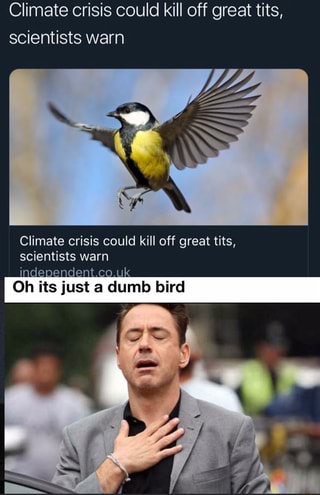 Climate crisis could kill off great tits,
scientists warn
Climate crisis could kill off great tits,
scientists warn
independent.co.uk
Oh its just a dumb bird